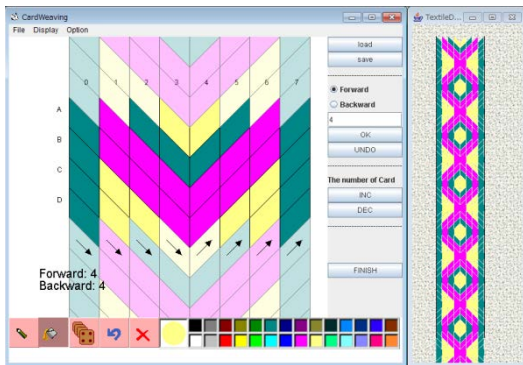 CardWeaving
File Display Option
0 1 2 3 4 5 6 7
A
B
C
D
Forward: 4
Backward: 4
load
save
Forward
Backward
4
OK
UNDO
The number of Card
INC
DEC
FINISH
TextileD...